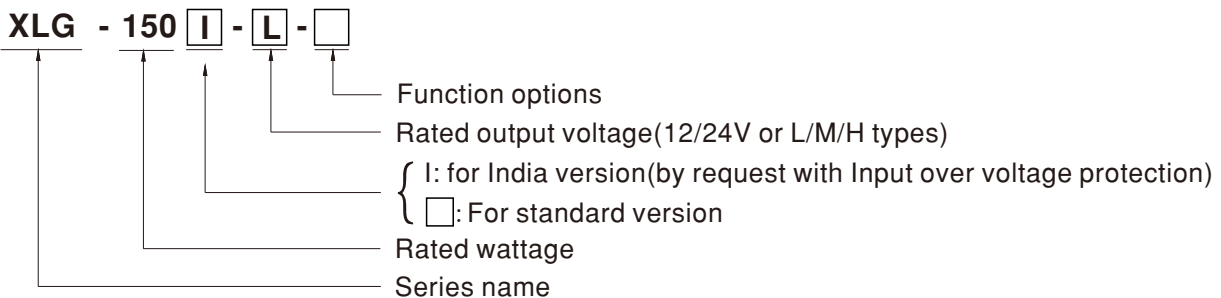 XLG - 150 I - L - □
Function options
Rated output voltage(12/24V or L/M/H types)
I: for India version(by request with Input over voltage protection)
□: For standard version
Rated wattage
Series name